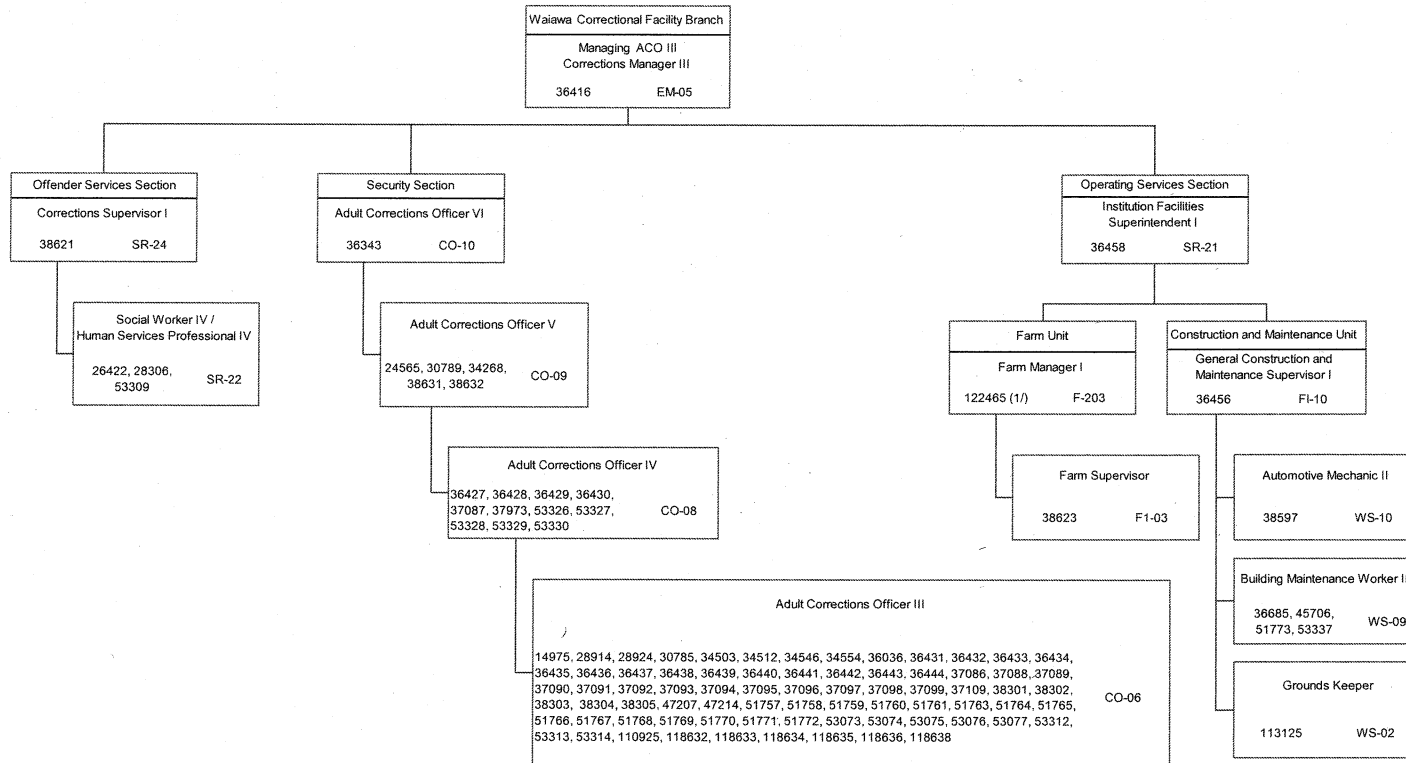 Waiawa Correctional Facility Branch
Managing ACO III
Corrections Manager III
36416 EM-05
Offender Services Section
Corrections Supervisor I
38621 SR-24
Social Worker IV /
Human Services Professional IV
26422, 28306,
53309
SR-22
Security Section
Adult Corrections Officer VI
36343 CO-10
Adult Corrections Officer V
24565, 30789, 34268,
38631, 38632
CO-09
Adult Corrections Officer IV
36427, 36428, 36429, 36430,
37087, 37973, 53326, 53327,
53328, 53329, 53330
CO-08
Adult Corrections Officer III
14975, 28914, 28924, 30785, 34503, 34512, 34546, 34554, 36036, 36431, 36432, 36433, 36434,
36435, 36436, 36437, 36438, 36439, 36440, 36441, 36442, 36443. 36444, 37086, 37088, 37089,
37090, 37091, 37092, 37093, 37094, 37095, 37096, 37097, 37098, 37099, 37109, 38301, 38302,
38303, 38304, 38305, 47207, 47214, 51757, 51758, 51759, 51760, 51761, 51763, 51764, 51765,
51766, 51767, 51768, 51769, 51770, 51771, 51772, 53073, 53074, 53075, 53076, 53077, 53312,
53313, 53314, 110925, 118632, 118633, 118634, 118635, 118636, 118638
CO-06
Operating Services Section
Institution Facilities
Superintendent I
36458 SR-21
Farm Unit
Farm Manager I
122465 (1/) F-203
Farm Supervisor
38623 F1-03
Construction and Maintenance Unit
General Construction and
Maintenance Supervisor I
36456 FI-10
Automotive Mechanic II
38597 WS-10
Building Maintenance Worker II
36685, 45706,
51773, 53337
WS-09
Grounds Keeper
113125 WS-02